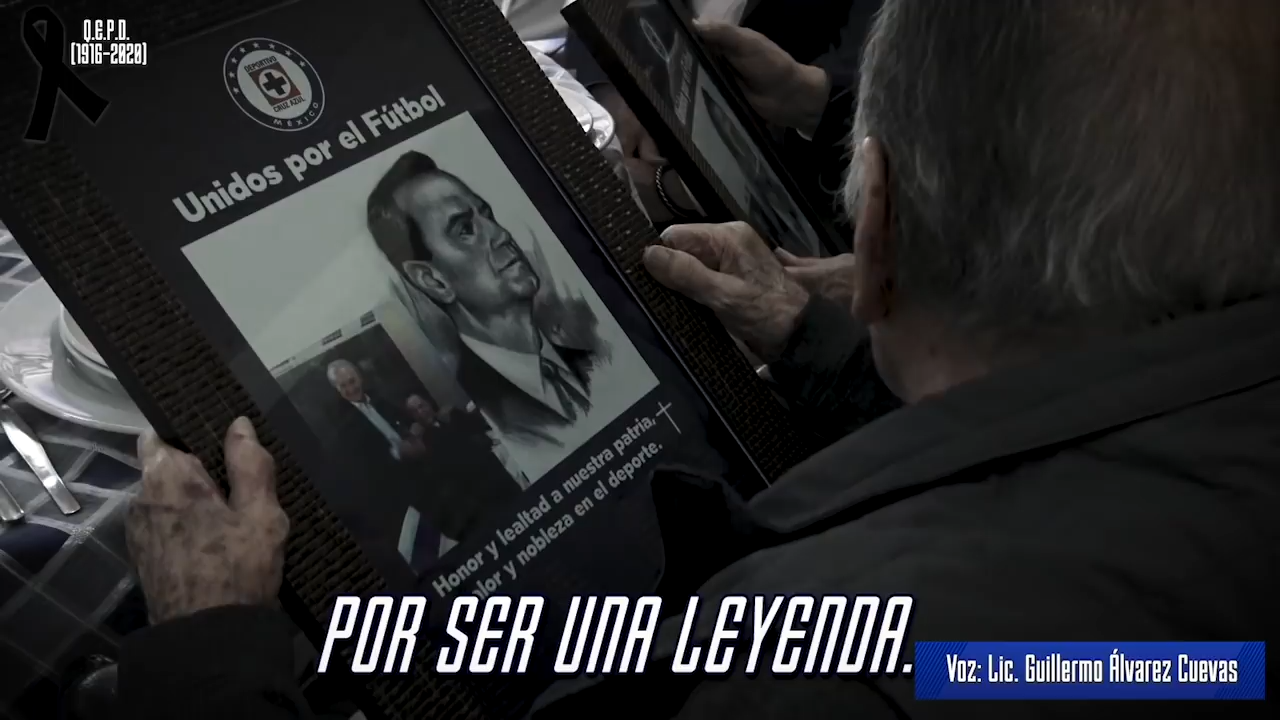 Q.E.P.D.
(1916-2020)
DEPORTIVO
CRUZ AZUL
MÉXICO
Unidos por el Fútbol
Honor y lealtad a nuestra patria,
y nobleza en el deporte.
POR SER UNA LEYENDA.
Voz: Lic. Guillermo Álvarez Cuevas